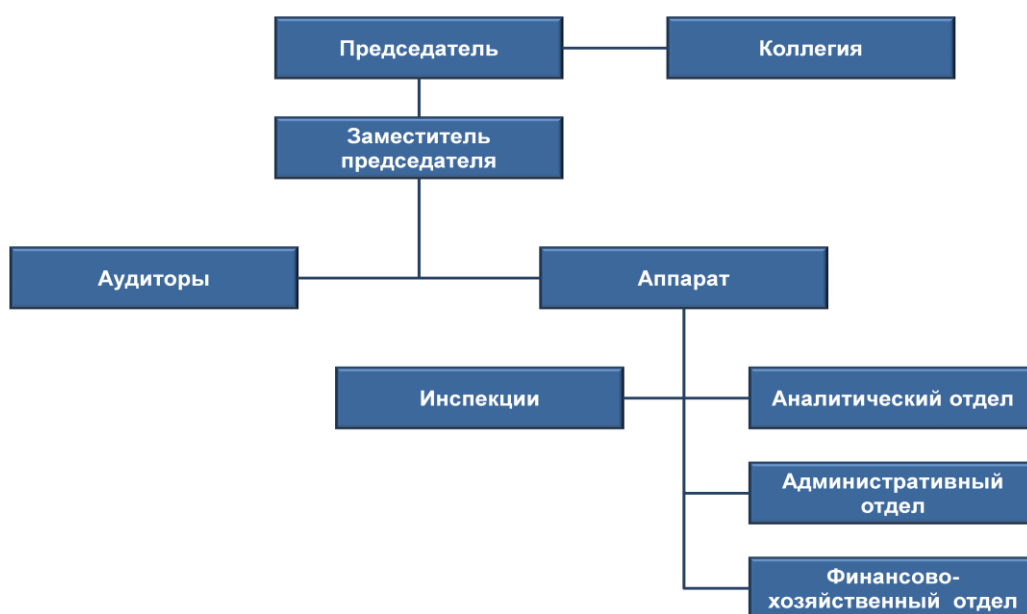 Председатель
Коллегия
Заместитель
председателя
Аудиторы
Аппарат
Инспекции
Аналитический отдел
Административный
отдел
Финансово-
хозяйственный отдел